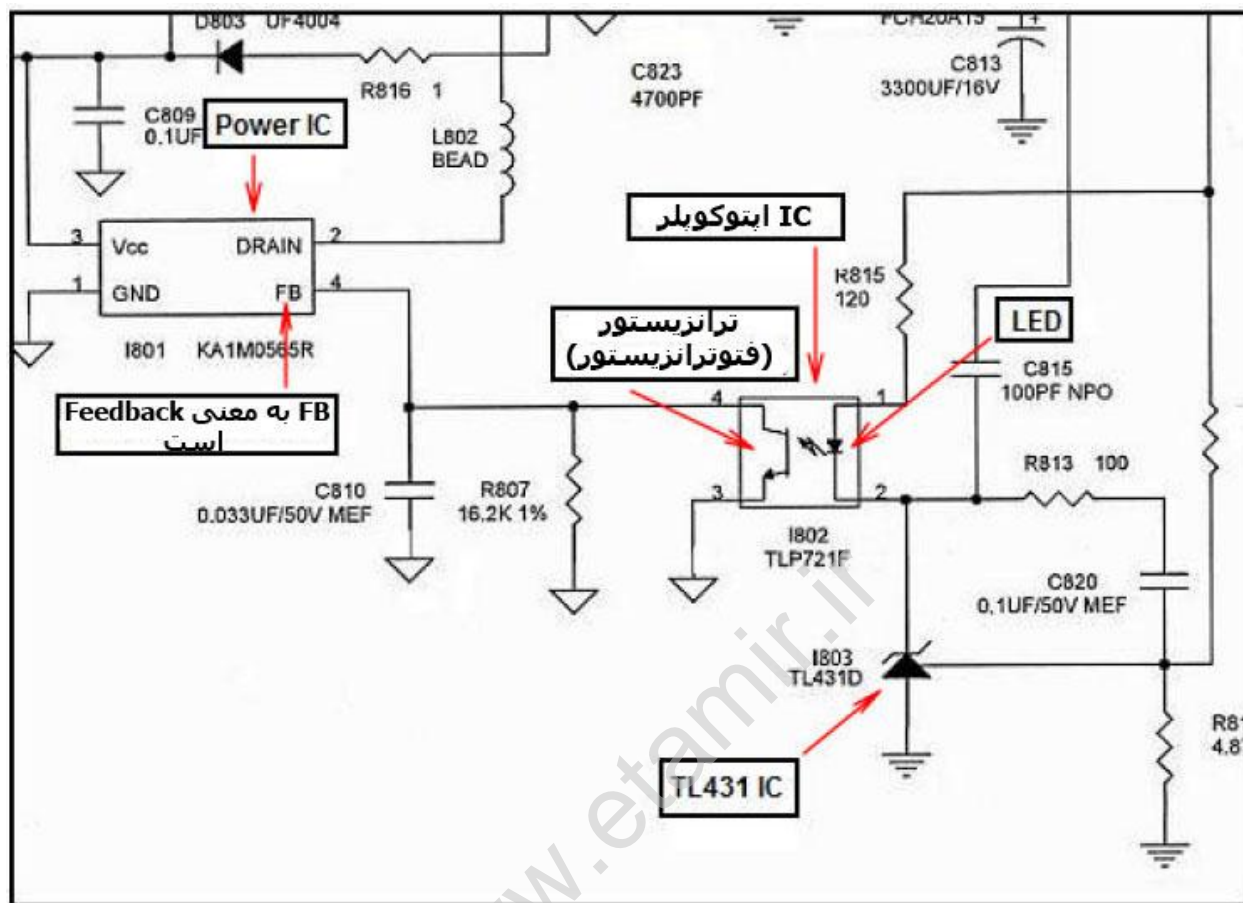 D803 UF4004
R816 1
C809
0.1UF
Power IC
L802
BEAD
C823
4700PF
PCH20A15
+
C813
3300UF/16V
3 Vcc
DRAIN 2
1 GND
FB 4
I801 KA1M0565R
FB به معنی Feedback
است
IC اپتوکوپلر
ترانزیستور
(فتوترانزیستور)
R815
120
LED
C815
100PF NPO
4
1
3
2
R813 100
C810
0.033UF/50V MEF
R807
16.2K 1%
I802
TLP721F
C820
0.1UF/50V MEF
I803
TL431D
TL431 IC
www.etamir.ir